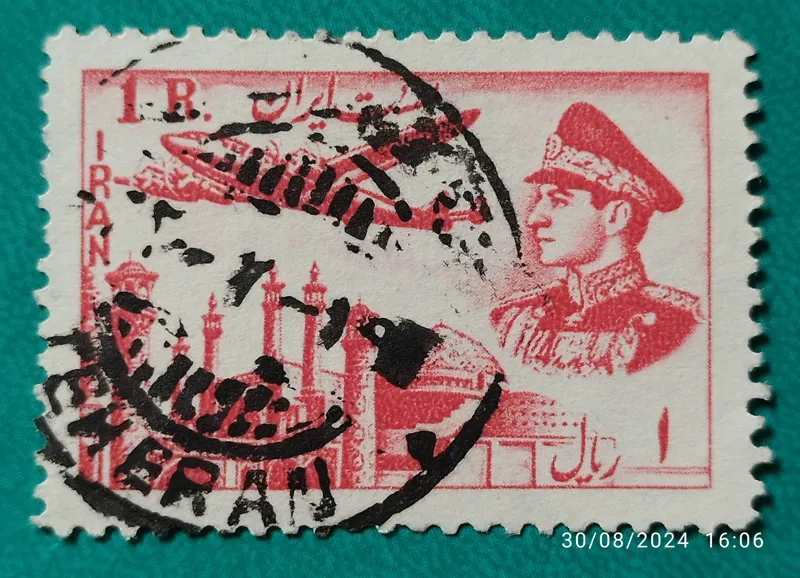 1 R.
ایران
IRAN
TEHERAN
۱ ریال
30/08/2024 16:06